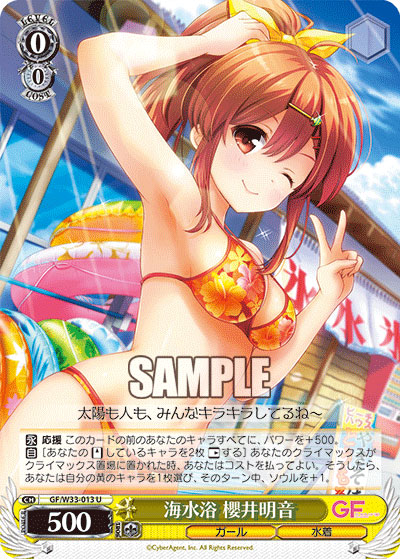 LEVEL
0
0
COST
氷
氷
氷
SAMPLE
太陽も人も、みんなキラキラしてるね~
永 応援 このカードの前のあなたのキャラすべてに、パワーを+500。
自 [あなたの しているキャラを2枚 する] あなたのクライマックスが
クライマックス置場に置かれた時、あなたはコストを払ってよい。そうしたら、
あなたは自分の黄のキャラを1枚選び、そのターン中、ソウルを+1。
CH GF/W33-013 U
500
海水浴 櫻井明音
GF
ガール
水着
©CyberAgent, Inc. All Rights Reserved.